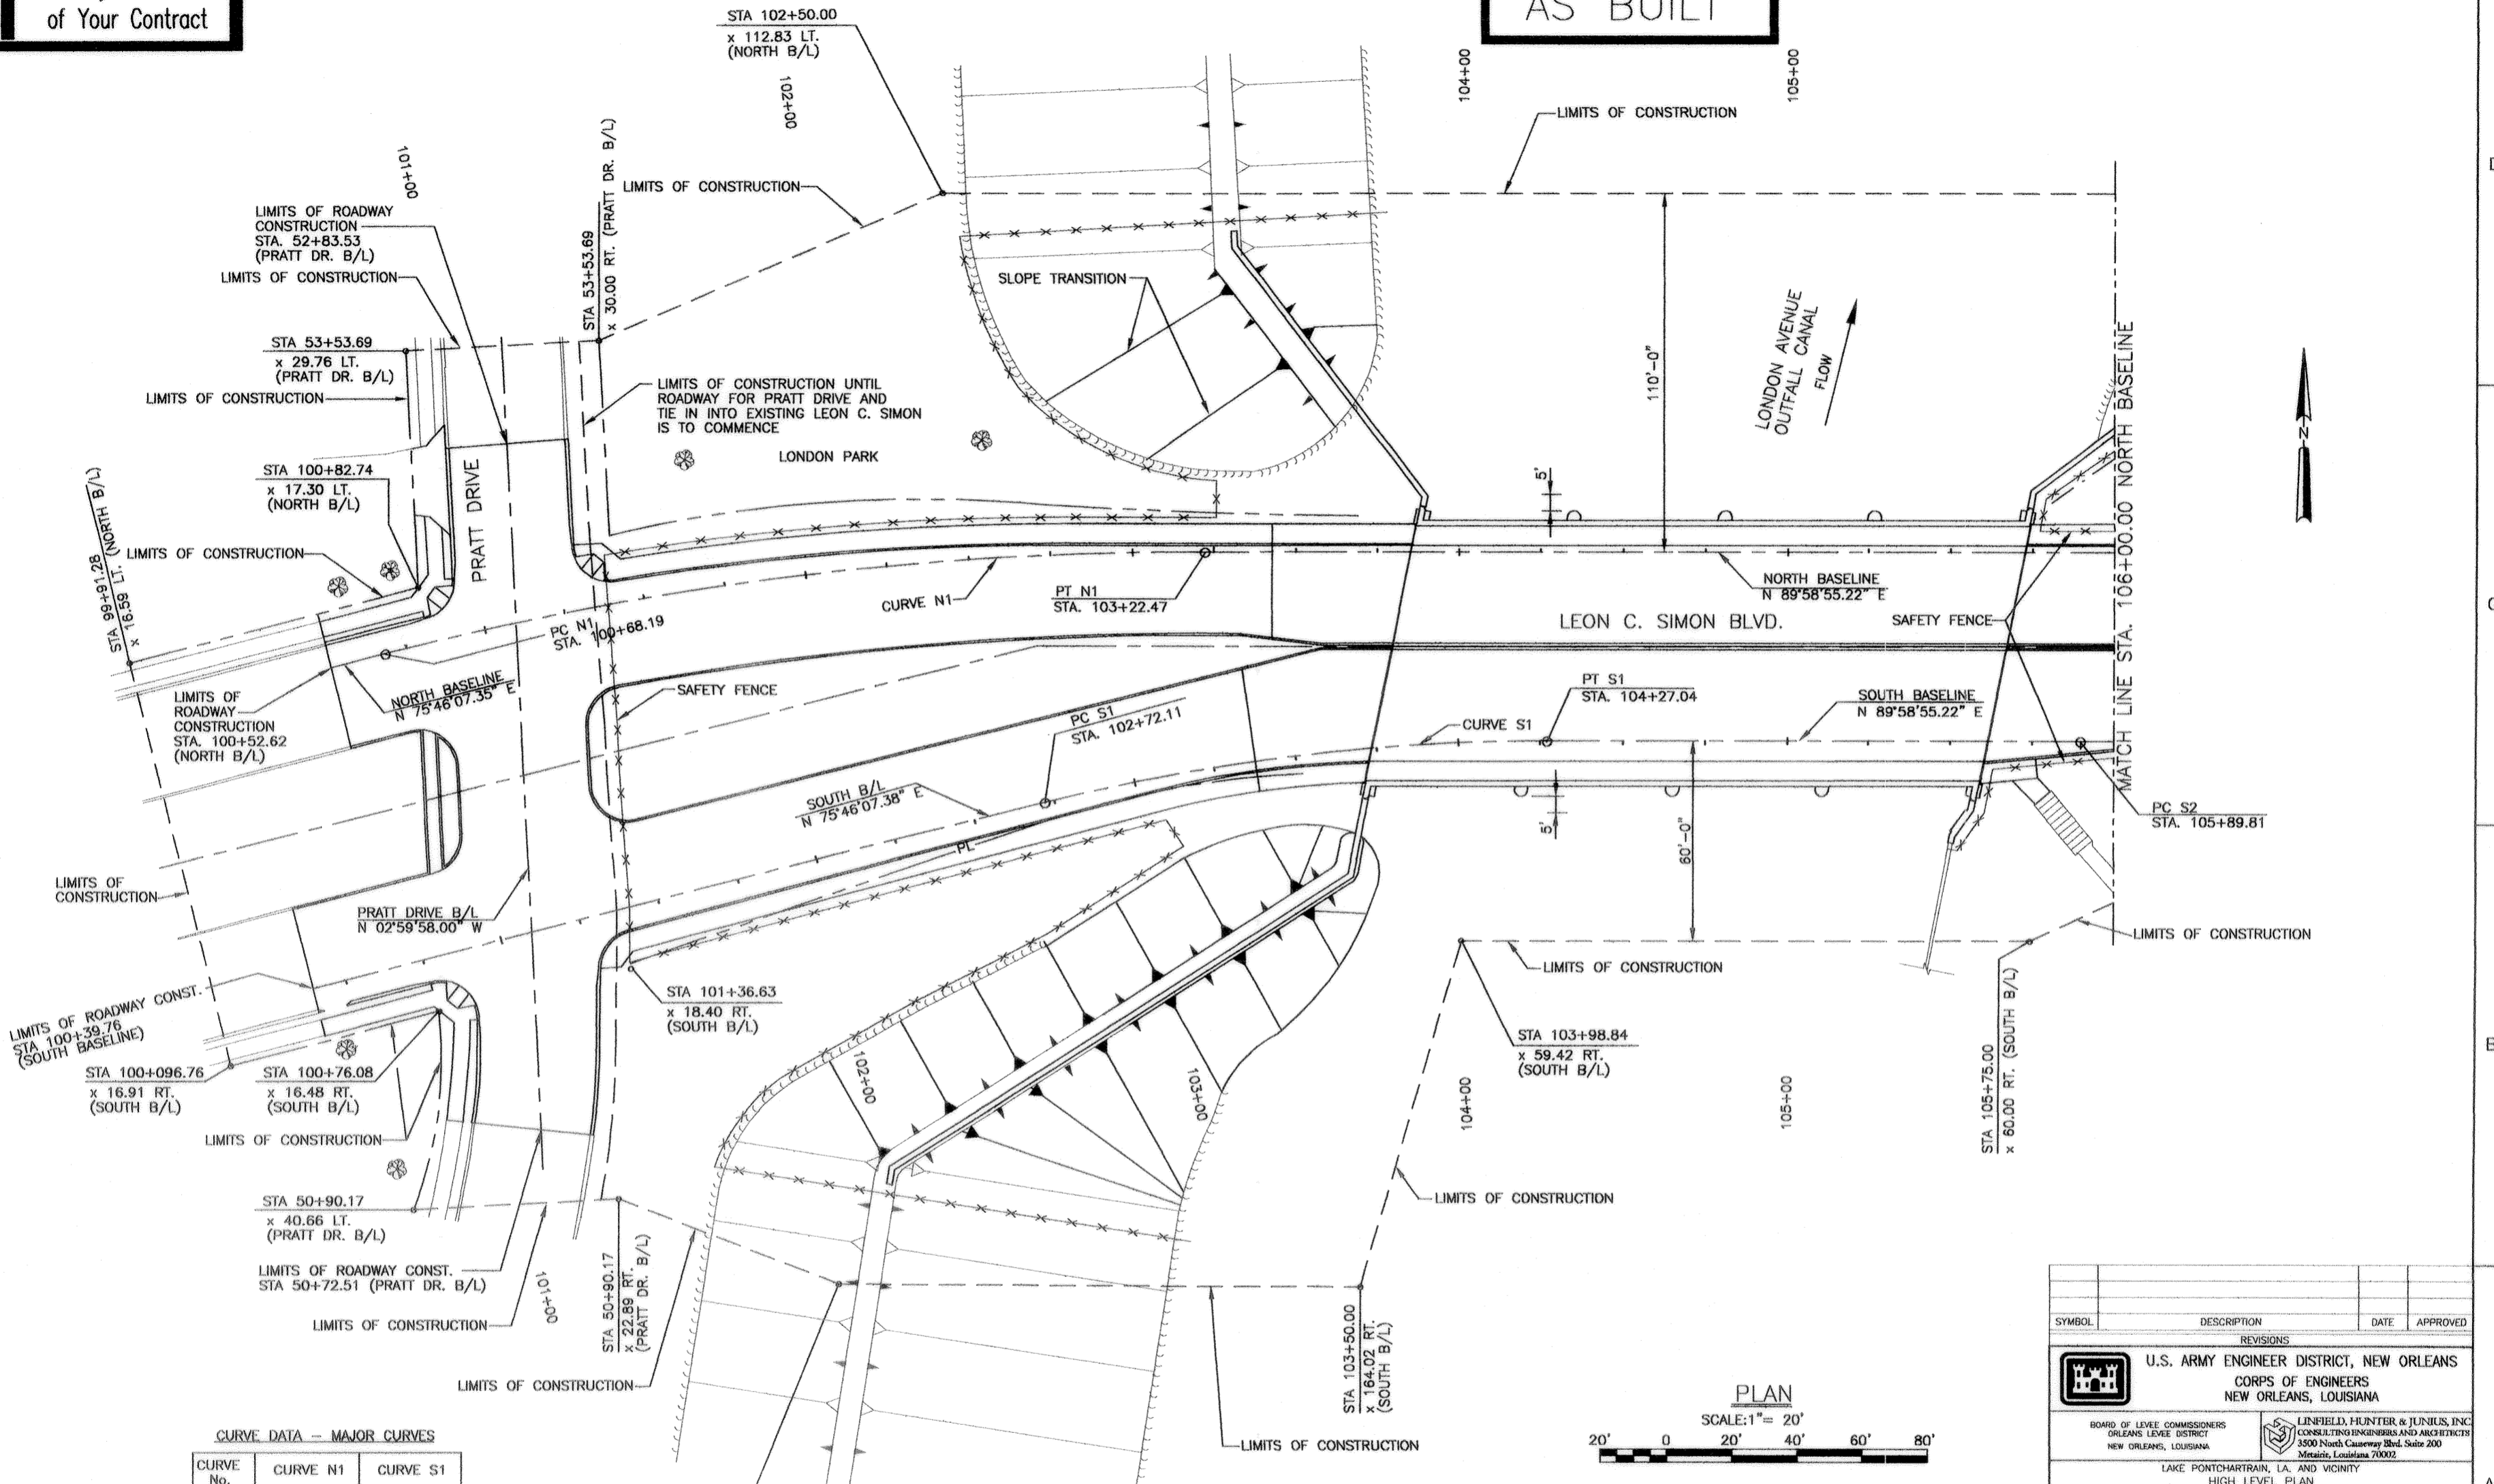 of Your Contract
AS BUILT
STA 102+50.00
x 112.83 LT.
(NORTH B/L)
101+00
102+00
104+00
105+00
LIMITS OF CONSTRUCTION
LIMITS OF CONSTRUCTION
LIMITS OF ROADWAY
CONSTRUCTION
STA. 52+83.53
(PRATT DR. B/L)
LIMITS OF CONSTRUCTION
STA 53+53.69
x 30.00 RT. (PRATT DR. B/L)
SLOPE TRANSITION
STA 53+53.69
x 29.76 LT.
(PRATT DR. B/L)
LIMITS OF CONSTRUCTION
LIMITS OF CONSTRUCTION UNTIL
ROADWAY FOR PRATT DRIVE AND
TIE IN INTO EXISTING LEON C. SIMON
IS TO COMMENCE
LONDON PARK
110'-0"
LONDON AVENUE
OUTFALL CANAL
FLOW
N
MATCH LINE STA. 106+00.00 NORTH BASELINE
STA 100+82.74
x 17.30 LT.
(NORTH B/L)
PRATT DRIVE
STA 99+91.28
x 16.59 LT. (NORTH B/L)
LIMITS OF CONSTRUCTION
5'
CURVE N1
PT N1
STA. 103+22.47
NORTH BASELINE
N 89°58'55.22" E
PC N1
STA. 100+68.19
LEON C. SIMON BLVD.
SAFETY FENCE
NORTH BASELINE
N 75°46'07.35" E
SAFETY FENCE
LIMITS OF
ROADWAY
CONSTRUCTION
STA. 100+52.62
(NORTH B/L)
PC S1
STA. 102+72.11
PT S1
STA. 104+27.04
SOUTH BASELINE
N 89°58'55.22" E
CURVE S1
SOUTH B/L
N 75°46'07.38" E
PL
5'
60'-0"
PC S2
STA. 105+89.81
LIMITS OF
CONSTRUCTION
PRATT DRIVE B/L
N 02°59'58.00" W
LIMITS OF CONSTRUCTION
LIMITS OF CONSTRUCTION
LIMITS OF ROADWAY CONST.
STA 100+39.76
(SOUTH BASELINE)
STA 101+36.63
x 18.40 RT.
(SOUTH B/L)
STA 103+98.84
x 59.42 RT.
(SOUTH B/L)
STA 105+75.00
x 60.00 RT. (SOUTH B/L)
STA 100+096.76
x 16.91 RT.
(SOUTH B/L)
STA 100+76.08
x 16.48 RT.
(SOUTH B/L)
102+00
103+00
104+00
105+00
LIMITS OF CONSTRUCTION
LIMITS OF CONSTRUCTION
STA 50+90.17
x 40.66 LT.
(PRATT DR. B/L)
LIMITS OF ROADWAY CONST.
STA 50+72.51 (PRATT DR. B/L)
101+00
STA 50+90.17
x 22.89 RT.
(PRATT DR. B/L)
LIMITS OF CONSTRUCTION
LIMITS OF CONSTRUCTION
STA 103+50.00
x 164.02 RT.
(SOUTH B/L)
LIMITS OF CONSTRUCTION
PLAN
SCALE:1"= 20'
20' 0 20' 40' 60' 80'
CURVE DATA - MAJOR CURVES
CURVE No. CURVE N1 CURVE S1
SYMBOL DESCRIPTION DATE APPROVED
REVISIONS
U.S. ARMY ENGINEER DISTRICT, NEW ORLEANS
CORPS OF ENGINEERS
NEW ORLEANS, LOUISIANA
BOARD OF LEVEE COMMISSIONERS
ORLEANS LEVEE DISTRICT
NEW ORLEANS, LOUISIANA
LINFIELD, HUNTER & JUNIUS, INC
CONSULTING ENGINEERS AND ARCHITECTS
3500 North Causeway Blvd. Suite 200
Metairie, Louisiana 70002
LAKE PONTCHARTRAIN, LA. AND VICINITY
HIGH LEVEL PLAN